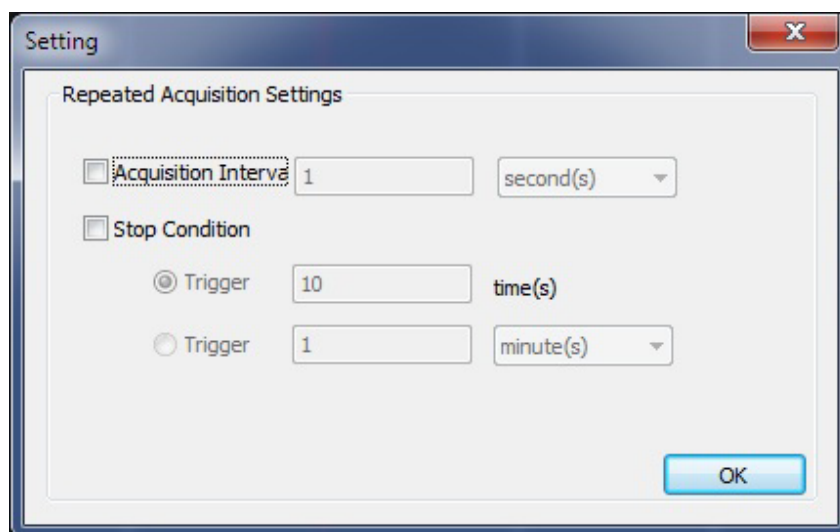 Setting
Repeated Acquisition Settings
Acquisition Interva 1 second(s)
Stop Condition
Trigger 10 time(s)
Trigger 1 minute(s)
OK